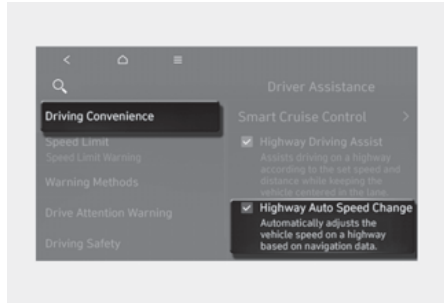 Driver Assistance
Driving Convenience
Speed Limit
Speed Limit Warning
Warning Methods
Drive Attention Warning
Driving Safety
Smart Cruise Control
Highway Driving Assist
Assists driving on a highway
according to the set speed and
distance while keeping the
vehicle centered in the lane.
Highway Auto Speed Change
Automatically adjusts the
vehicle speed on a highway
based on navigation data.